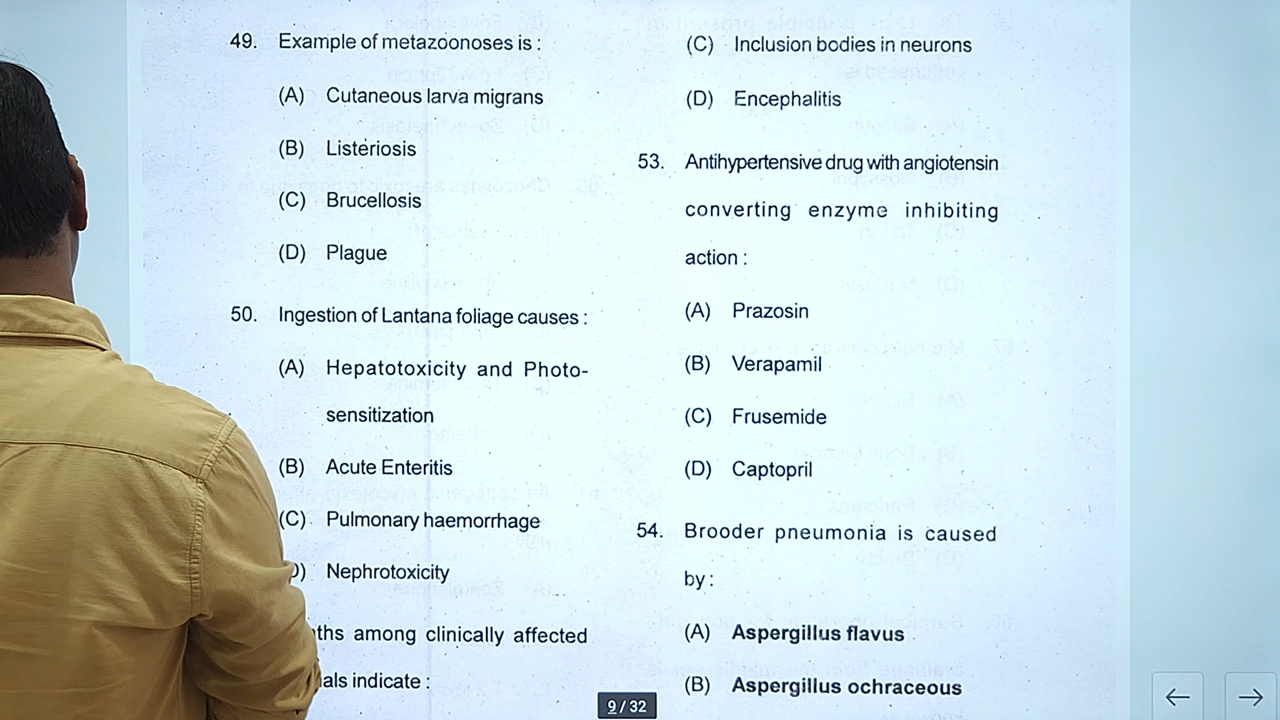 49. Example of metazoonoses is :
(A) Cutaneous larva migrans
(B) Listeriosis
(C) Brucellosis
(D) Plague
50. Ingestion of Lantana foliage causes :
(A) Hepatotoxicity and Photo-
sensitization
(B) Acute Enteritis
(C) Pulmonary haemorrhage
D) Nephrotoxicity
among clinically affected
indicate :
(C) Inclusion bodies in neurons
(D) Encephalitis
53. Antihypertensive drug with angiotensin
converting enzyme inhibiting
action :
(A) Prazosin
(B) Verapamil
(C) Frusemide
(D) Captopril
54. Brooder pneumonia is caused
by :
(A) Aspergillus flavus
(B) Aspergillus ochraceous
9 / 32